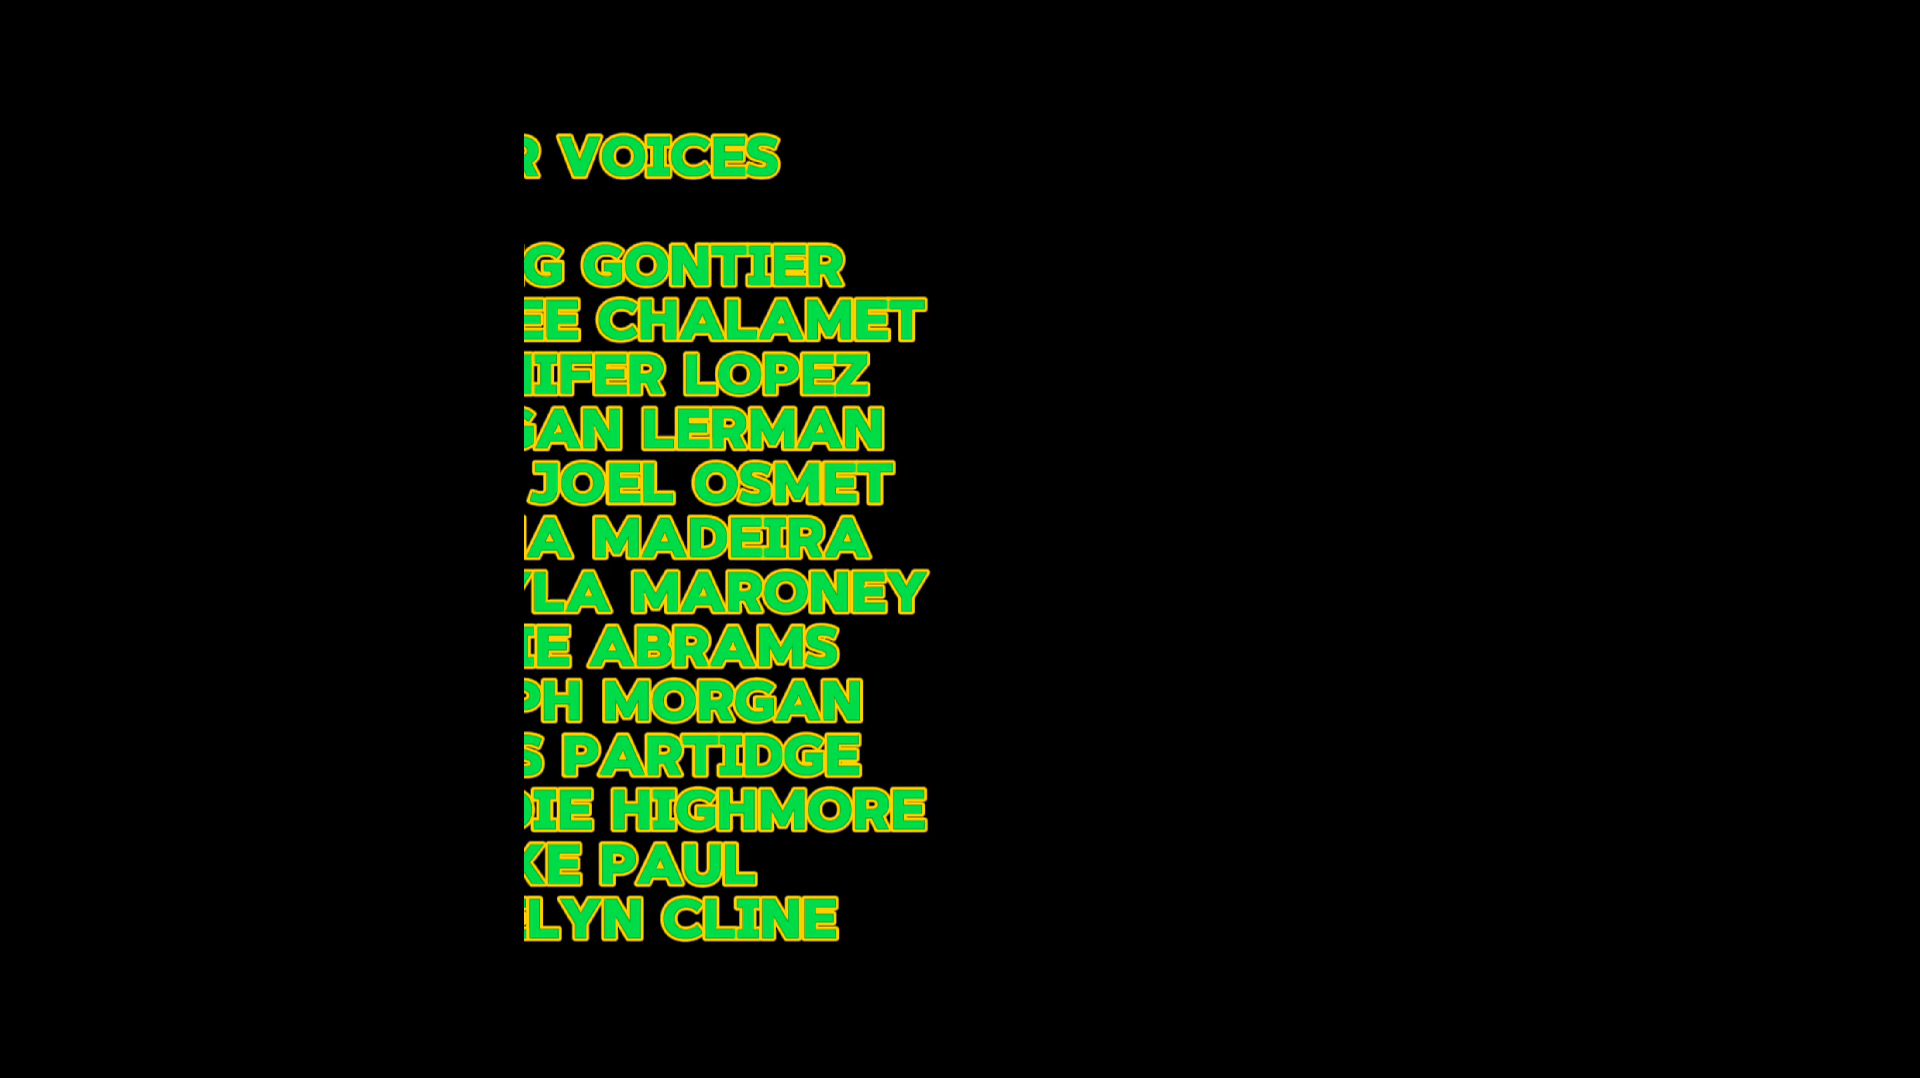 R VOICES
G GONTIER
EE CHALAMET
NIFER LOPEZ
GAN LERMAN
JOEL OSMET
A MADEIRA
YLA MARONEY
IE ABRAMS
PH MORGAN
S PARTIDGE
DIE HIGHMORE
KE PAUL
LYN CLINE